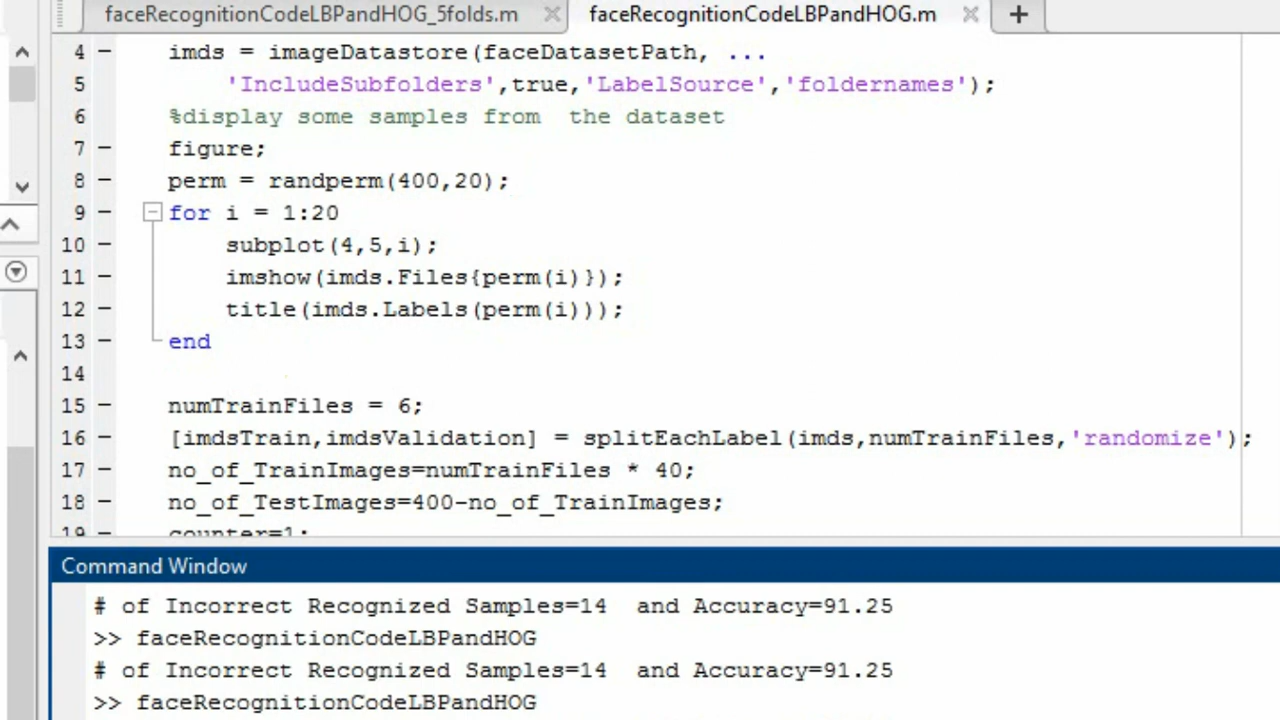 faceRecognitionCodeLBPandHOG_5folds.m × faceRecognitionCodeLBPandHOG.m × +
4 – imds = imageDatastore(faceDatasetPath, ...
5 'IncludeSubfolders',true,'LabelSource','foldernames');
6 %display some samples from  the dataset
7 – figure;
8 – perm = randperm(400,20);
9 – for i = 1:20
10 – subplot(4,5,i);
11 – imshow(imds.Files{perm(i)});
12 – title(imds.Labels(perm(i)));
13 – end
14
15 – numTrainFiles = 6;
16 – [imdsTrain,imdsValidation] = splitEachLabel(imds,numTrainFiles,'randomize');
17 – no_of_TrainImages=numTrainFiles * 40;
18 – no_of_TestImages=400-no_of_TrainImages;
19 – counter=1;
Command Window
# of Incorrect Recognized Samples=14  and Accuracy=91.25
>> faceRecognitionCodeLBPandHOG
# of Incorrect Recognized Samples=14  and Accuracy=91.25
>> faceRecognitionCodeLBPandHOG